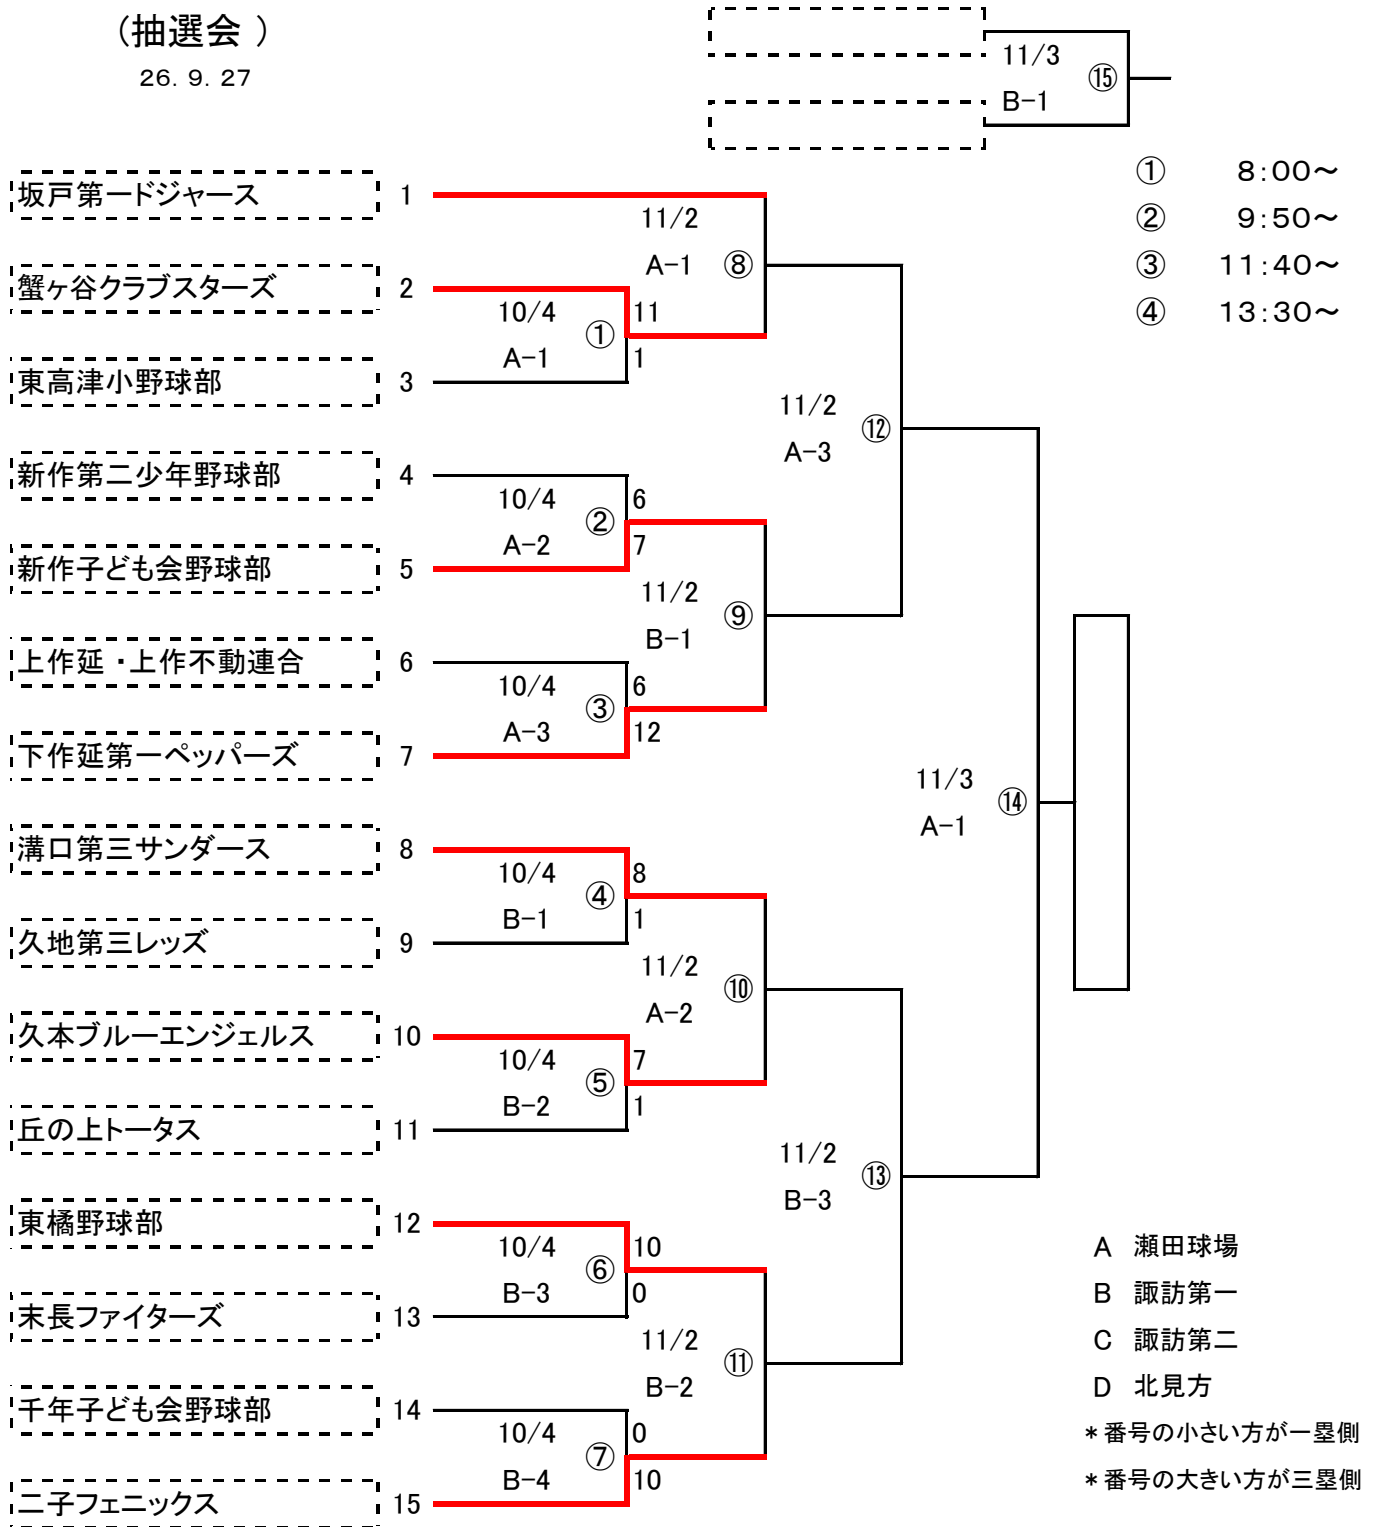 （抽選会 ）
26. 9. 27
11/3
⑮
B-1
① 8:00～
② 9:50～
③ 11:40～
④ 13:30～
坂戸第一ドジャース 1
11/2
A-1 ⑧
蟹ヶ谷クラブスターズ 2
10/4 11
①
A-1 1
東高津小野球部 3
11/2
⑫
A-3
新作第二少年野球部 4
10/4 6
②
A-2 7
新作子ども会野球部 5
11/2
⑨
B-1
上作延・上作不動連合 6
10/4 6
③
A-3 12
下作延第一ペッパーズ 7
11/3
⑭
A-1
溝口第三サンダース 8
10/4 8
④
B-1 1
久地第三レッズ 9
11/2
⑩
A-2
久本ブルーエンジェルス 10
10/4 7
⑤
B-2 1
丘の上トータス 11
11/2
⑬
B-3
東橘野球部 12
10/4 10
⑥
B-3 0
末長ファイターズ 13
11/2
⑪
B-2
千年子ども会野球部 14
10/4 0
⑦
B-4 10
二子フェニックス 15
A 瀬田球場
B 諏訪第一
C 諏訪第二
D 北見方
＊番号の小さい方が一塁側
＊番号の大きい方が三塁側